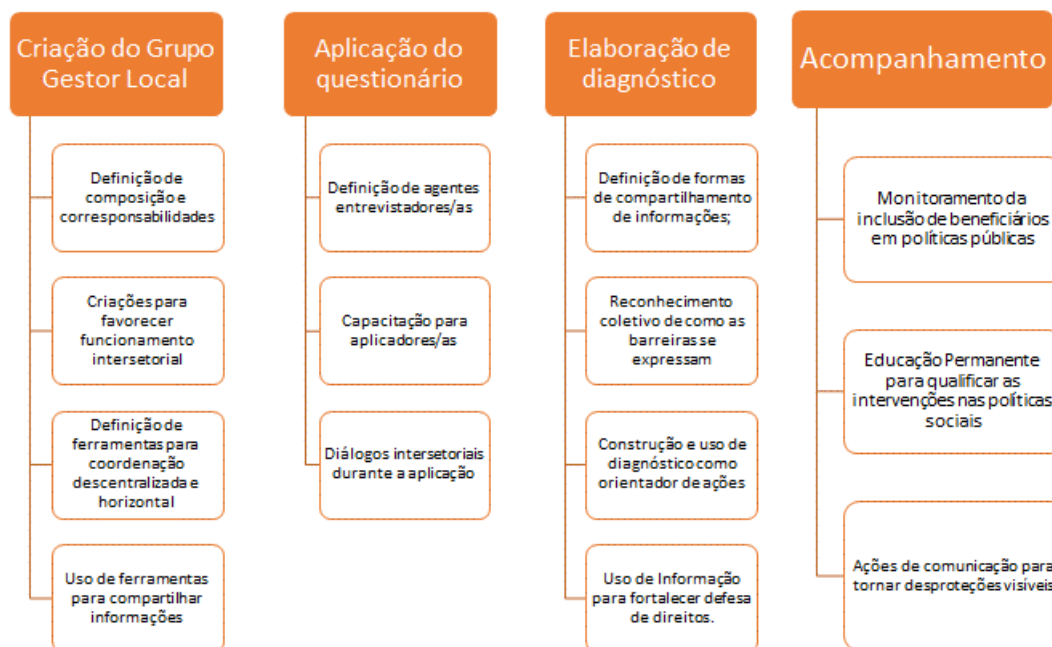 Criação do Grupo
Gestor Local
Definição de
composição e
corresponsabilidades
Criações para
favorecer
funcionamento
intersetorial
Definição de
ferramentas para
coordenação
descentralizada e
horizontal
Uso de ferramentas
para compartilhar
informações
Aplicação do
questionário
Definição de agentes
entrevistadores/as
Capacitação para
aplicadores/as
Diálogos intersetoriais
durante a aplicação
Elaboração de
diagnóstico
Definição de formas
de compartilhamento
de informações;
Reconhecimento
coletivo de como as
barreiras se
expressam
Construção e uso de
diagnóstico como
orientador de ações
Uso de Informação
para fortalecer defesa
de direitos.
Acompanhamento
Monitoramento da
inclusão de beneficiários
em políticas públicas
Educação Permanente
para qualificar as
intervenções nas políticas
sociais
Ações de comunicação para
tornar desproteções visíveis